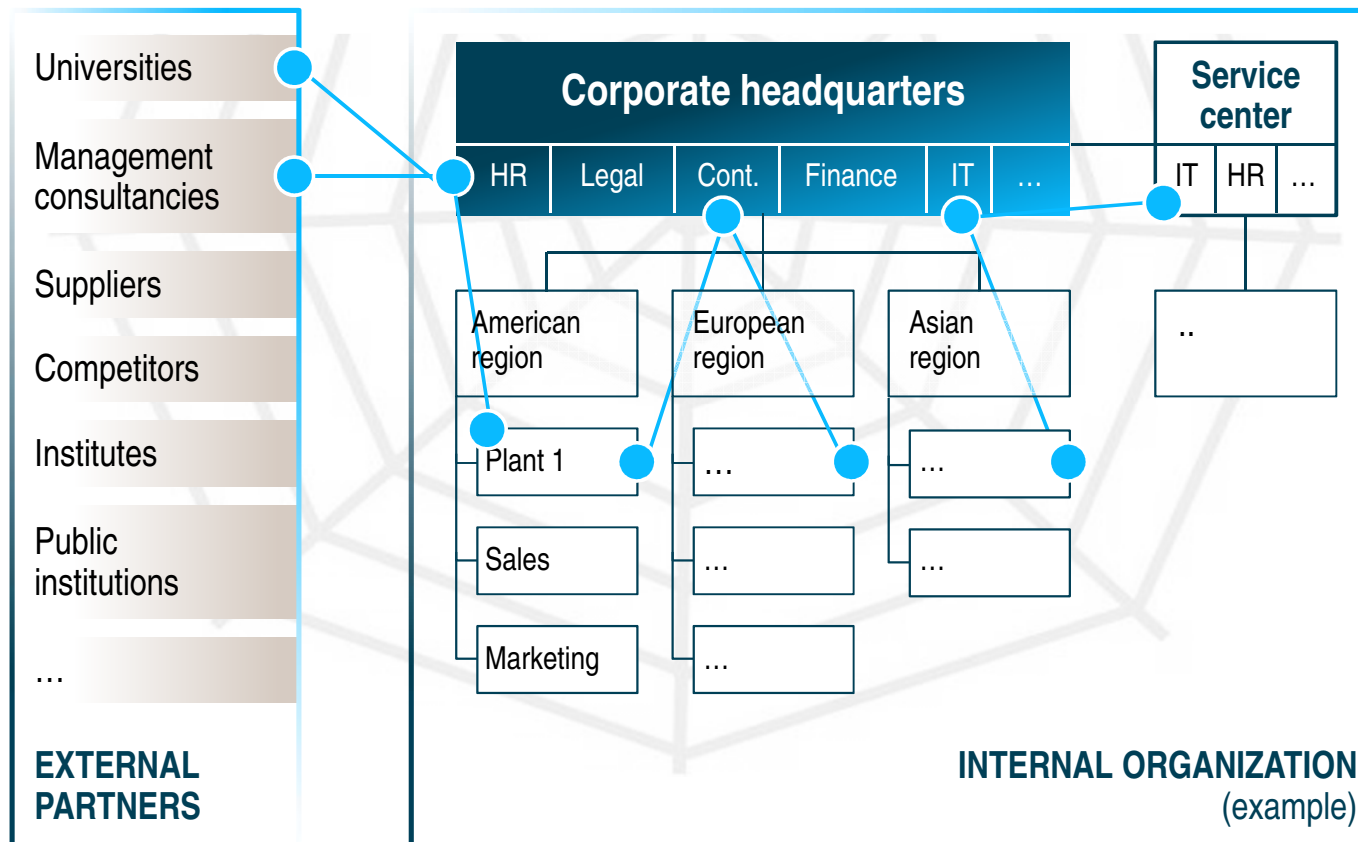 Universities
Management
consultancies
Suppliers
Competitors
Institutes
Public
institutions
...
EXTERNAL
PARTNERS
Corporate headquarters
HR
Legal
Cont.
Finance
IT
...
Service
center
IT
HR
...
American
region
European
region
Asian
region
..
Plant 1
...
...
Sales
...
...
Marketing
...
INTERNAL ORGANIZATION
(example)